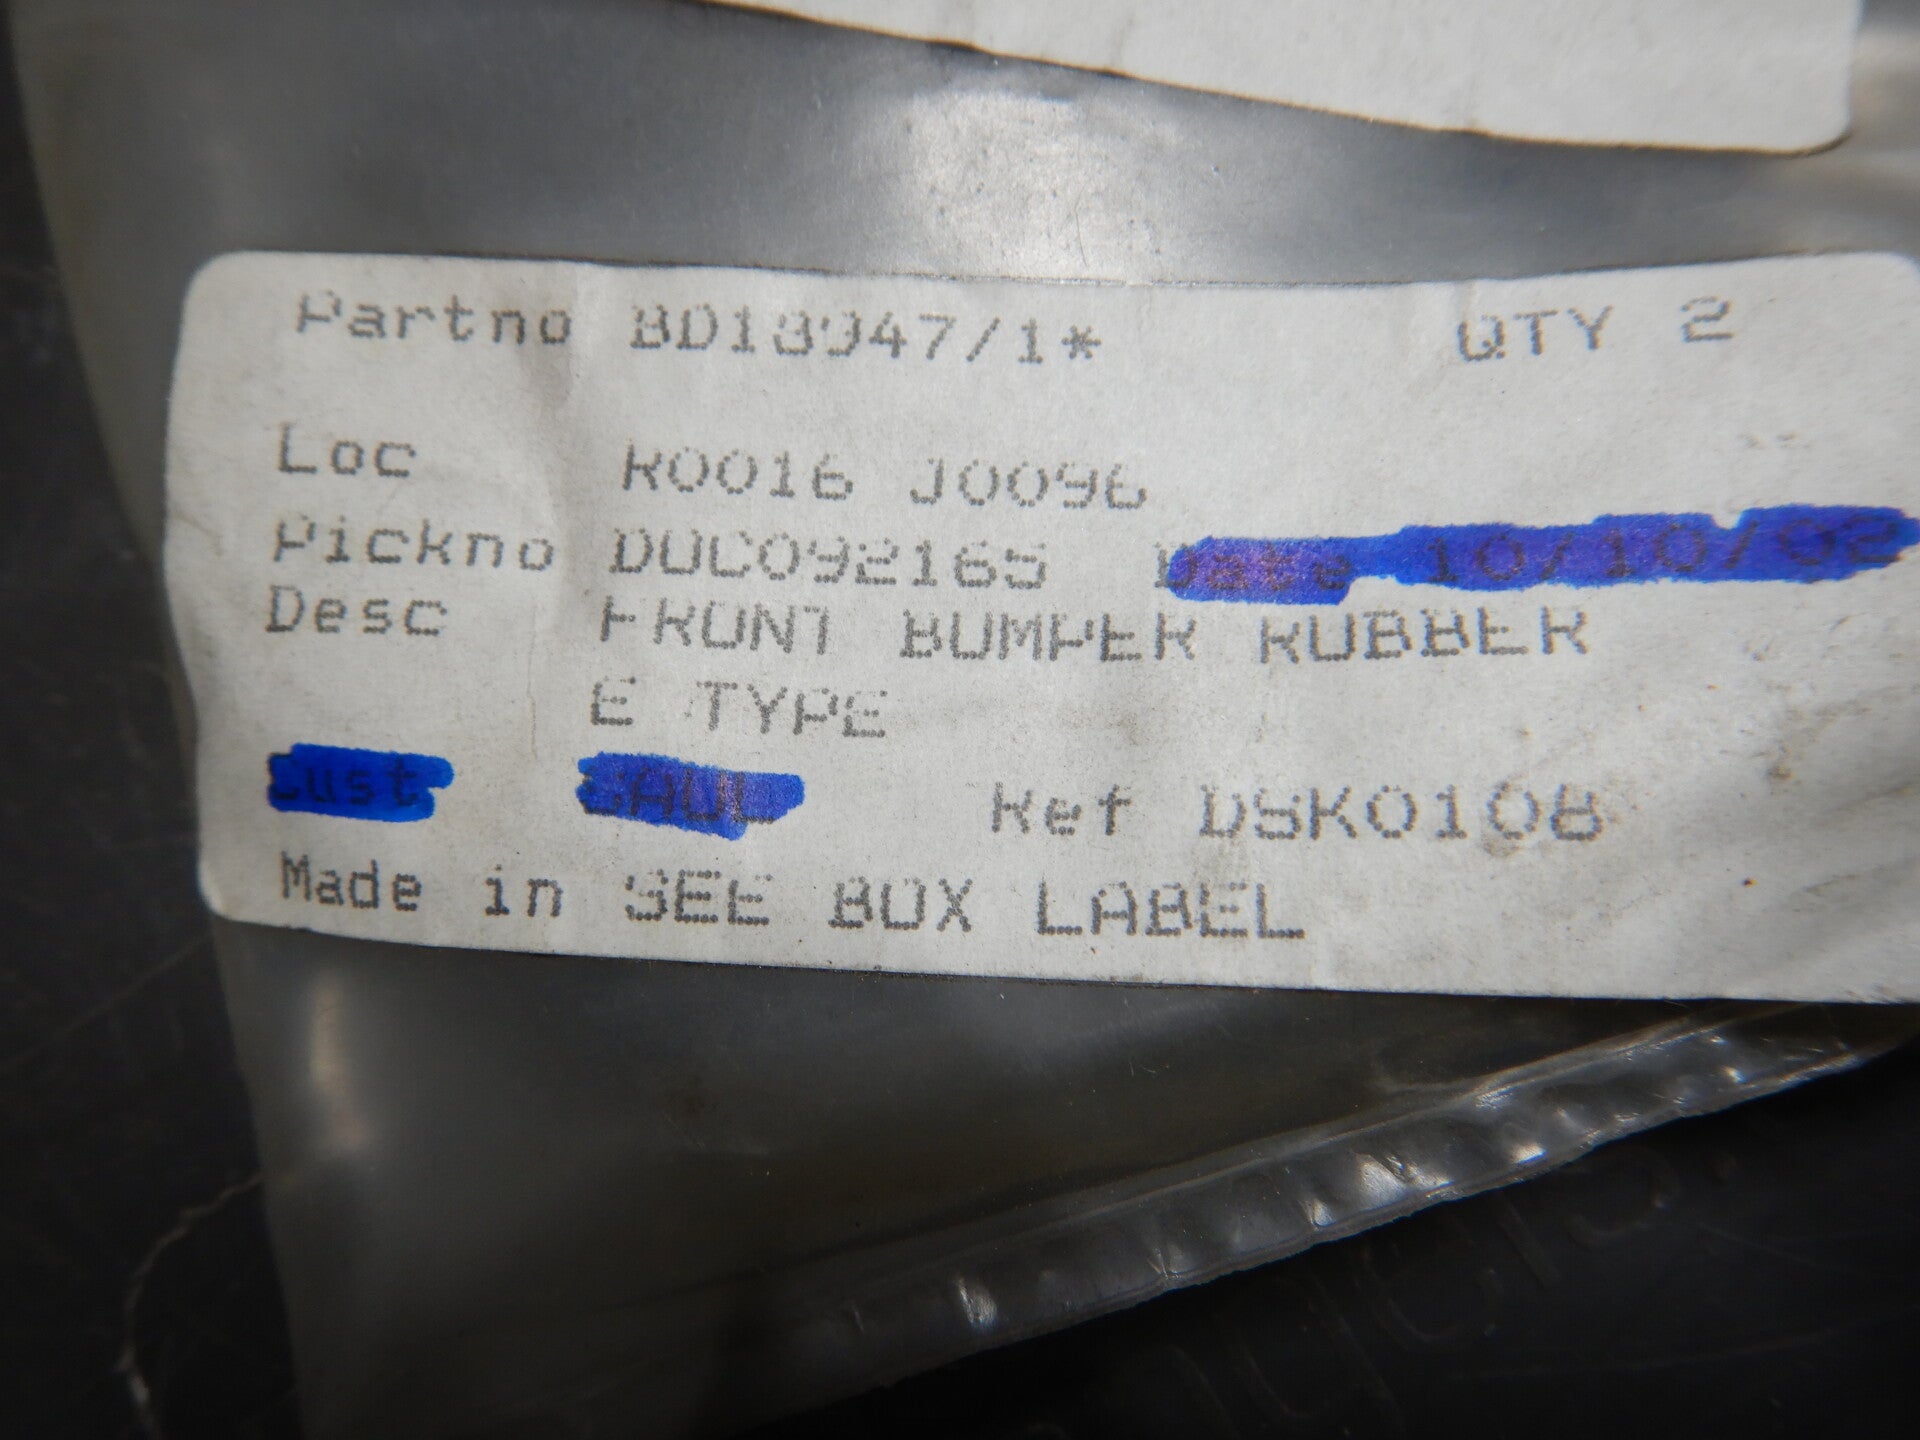 Partno BD18947/1* QTY 2
Loc R0016 J0096
Pickno DUC092165 Date 10/10/02
Desc FRONT BUMPER RUBBER
E TYPE
Cust Ref DSK0108
Made in SEE BOX LABEL